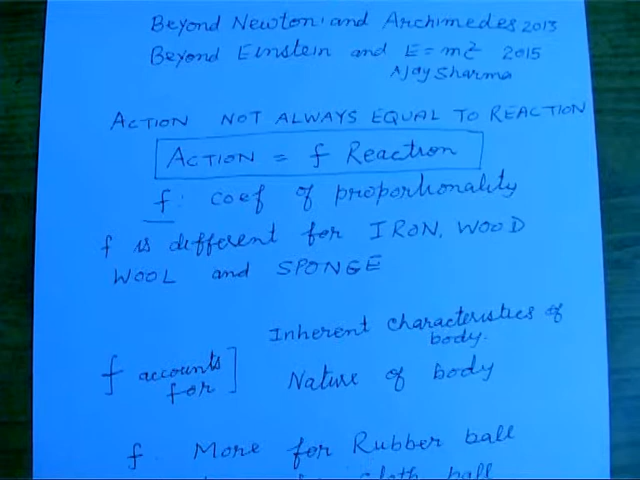 Beyond Newton and Archimedes 2013
Beyond Einstein and E=mc² 2015
Ajay Sharma
ACTION NOT ALWAYS EQUAL TO REACTION
ACTION = f Reaction
f: coef of proportionality
f is different for IRON, WOOD
WOOL and SPONGE
Inherent characteristics of
body.
f accounts for] Nature of body
f More for Rubber ball
cloth ball